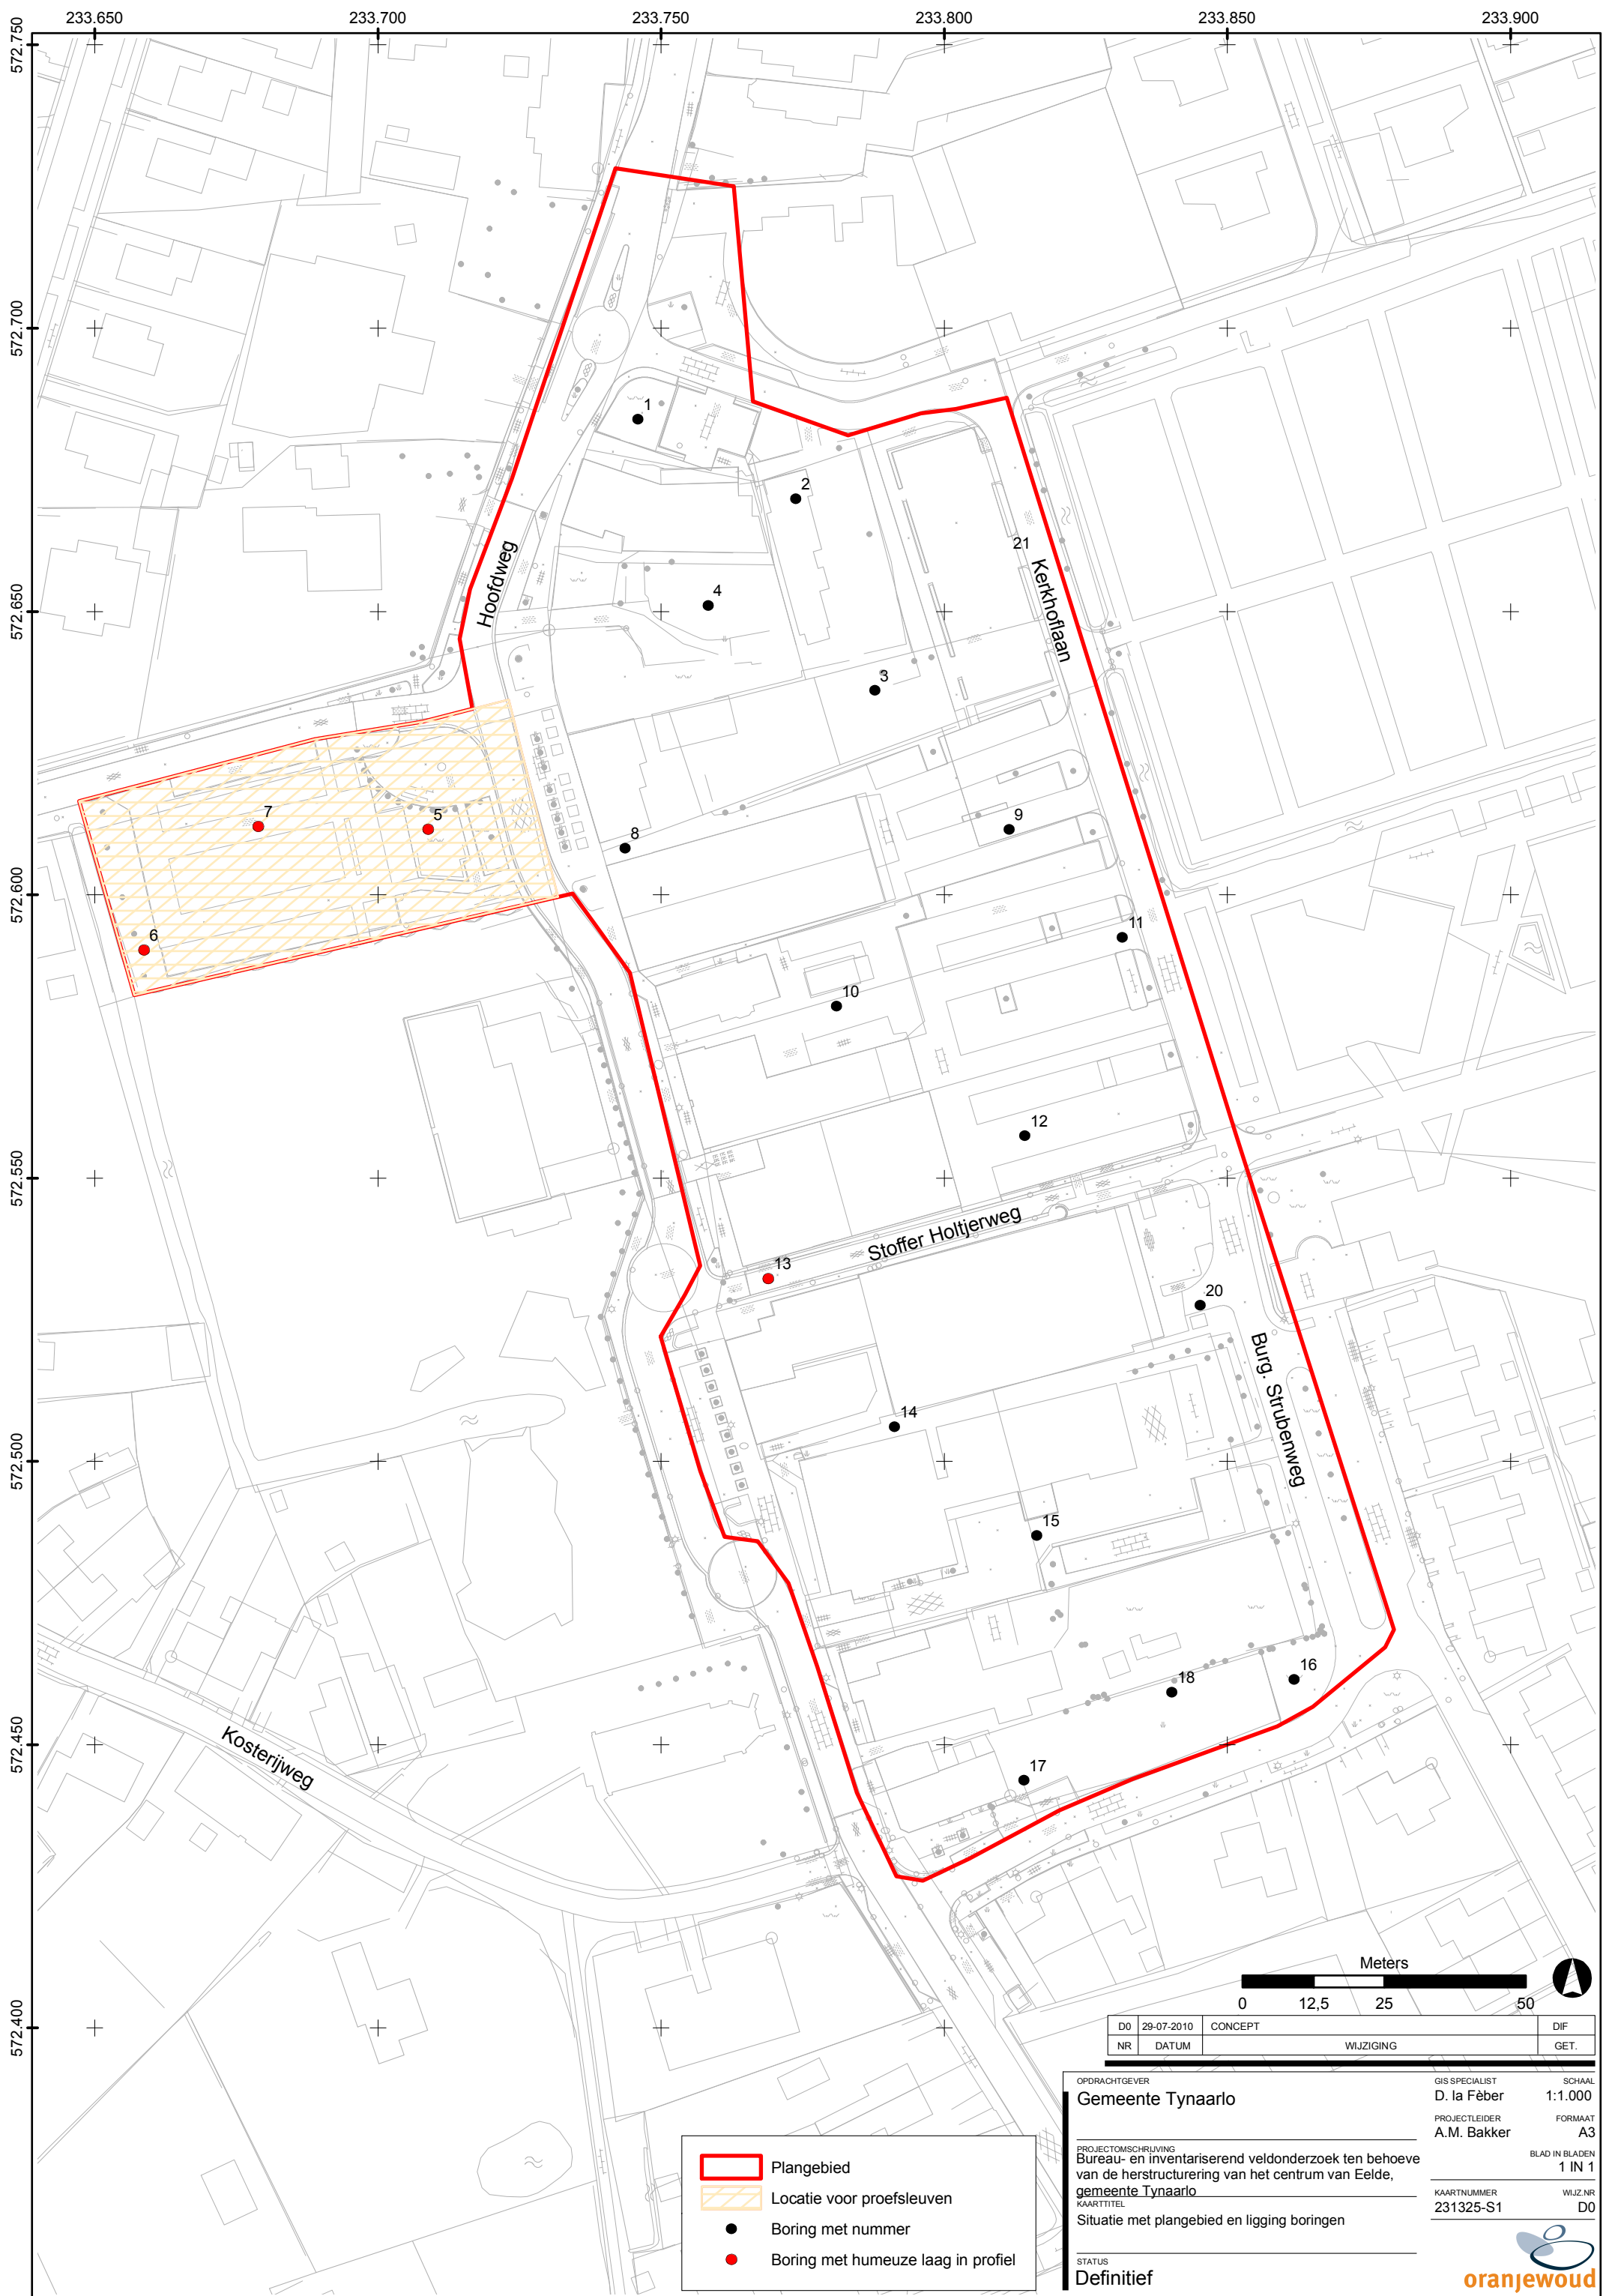 233.650 233.700 233.750 233.800 233.850 233.900
572.750
572.700
572.650
572.600
572.550
572.500
572.450
572.400
1
2
21
Hoofdweg
Kerkhoflaan
4
3
7
5
8
9
6
11
10
12
Stoffer Holtjerweg
13
20
Burg. Strubenweg
14
15
16
18
17
Kosterijweg
Meters
0 12,5 25 50
D0 29-07-2010 CONCEPT DIF
NR DATUM WIJZIGING GET.
OPDRACHTGEVER
Gemeente Tynaarlo
GIS SPECIALIST SCHAAL
D. la Fèber 1:1.000
PROJECTLEIDER FORMAAT
A.M. Bakker A3
PROJECTOMSCHRIJVING
Bureau- en inventariserend veldonderzoek ten behoeve
van de herstructurering van het centrum van Eelde,
gemeente Tynaarlo
BLAD IN BLADEN
1 IN 1
KAARTTITEL
Situatie met plangebied en ligging boringen
KAARTNUMMER WIJZ.NR
231325-S1 D0
STATUS
Definitief
oranjewoud
Plangebied
Locatie voor proefsleuven
Boring met nummer
Boring met humeuze laag in profiel